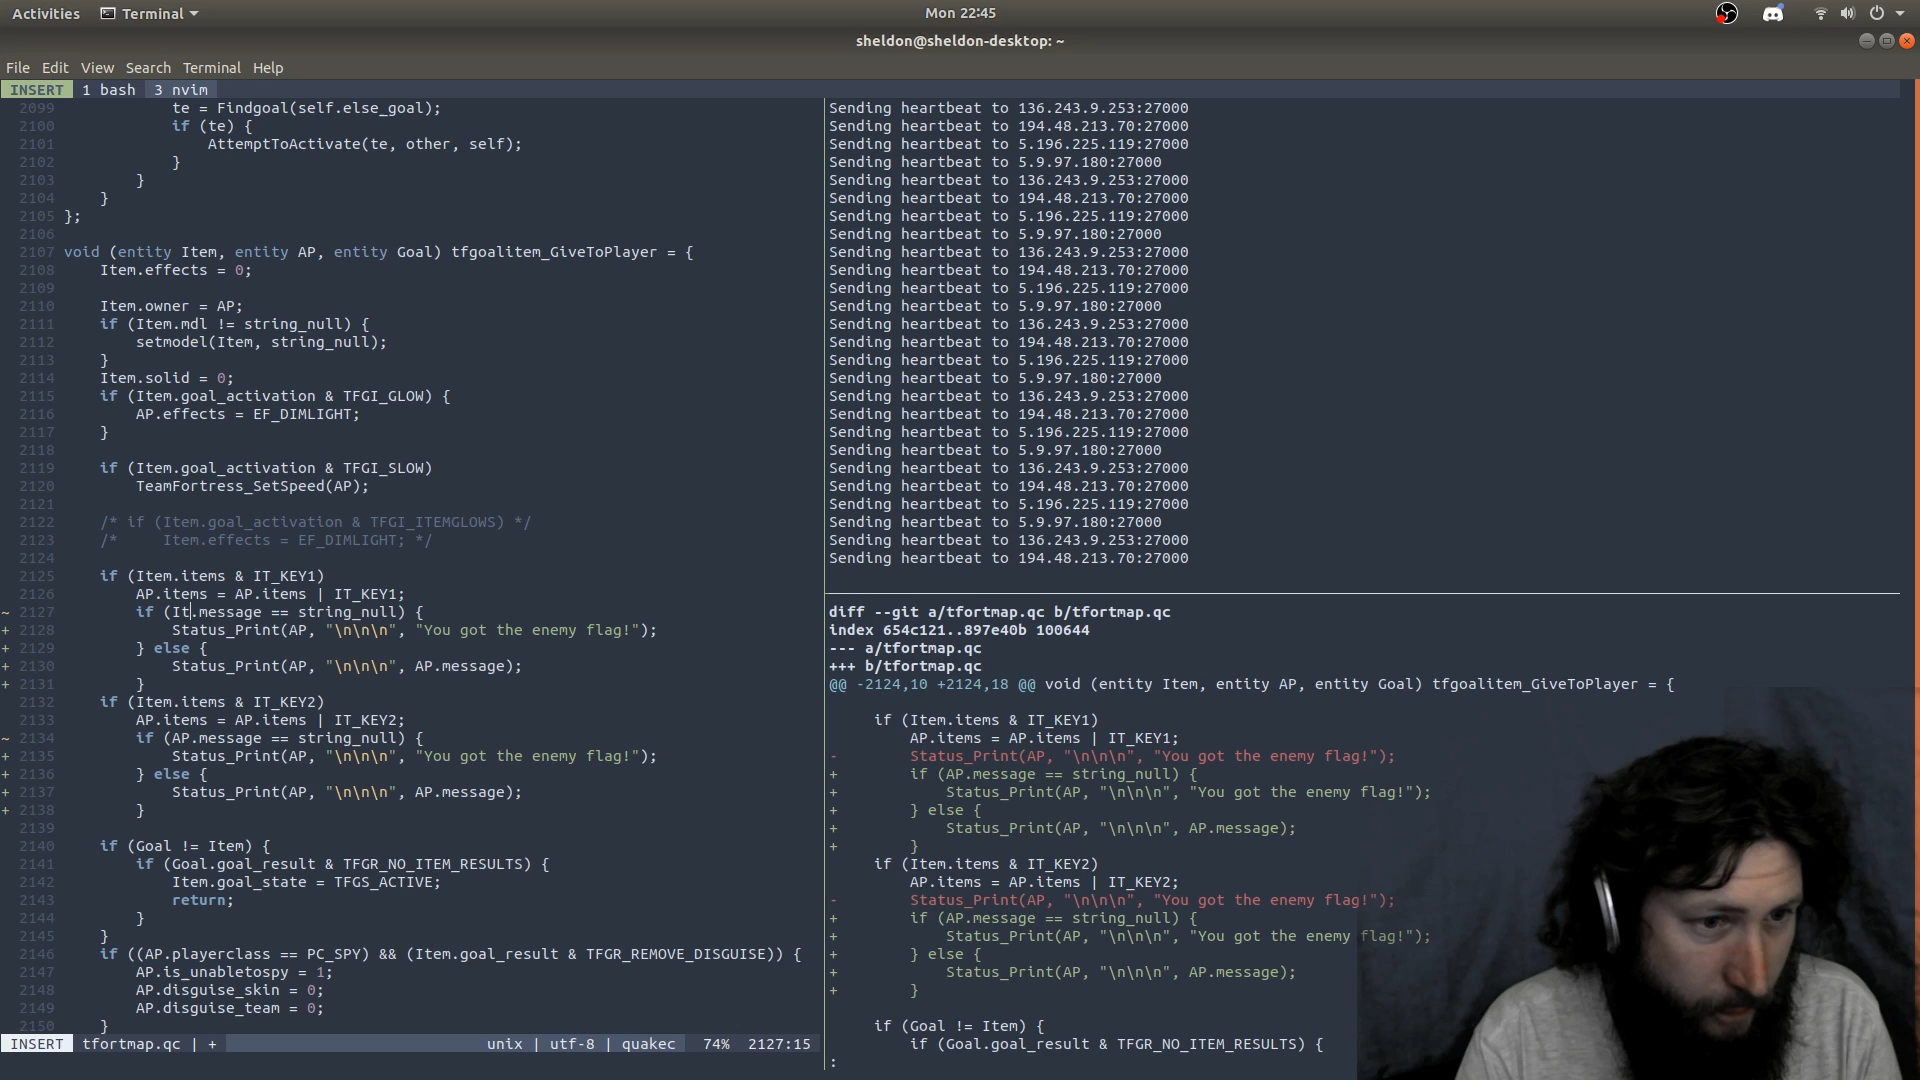 Activities
Terminal
Mon 22:45
sheldon@sheldon-desktop: ~
File Edit View Search Terminal Help
INSERT 1 bash 3 nvim
2099             te = Findgoal(self.else_goal);
2100             if (te) {
2101                 AttemptToActivate(te, other, self);
2102             }
2103         }
2104     }
2105 };
2106
2107 void (entity Item, entity AP, entity Goal) tfgoalitem_GiveToPlayer = {
2108     Item.effects = 0;
2109
2110     Item.owner = AP;
2111     if (Item.mdl != string_null) {
2112         setmodel(Item, string_null);
2113     }
2114     Item.solid = 0;
2115     if (Item.goal_activation & TFGI_GLOW) {
2116         AP.effects = EF_DIMLIGHT;
2117     }
2118
2119     if (Item.goal_activation & TFGI_SLOW)
2120         TeamFortress_SetSpeed(AP);
2121
2122     /* if (Item.goal_activation & TFGI_ITEMGLOWS) */
2123     /*     Item.effects = EF_DIMLIGHT; */
2124
2125     if (Item.items & IT_KEY1)
2126         AP.items = AP.items | IT_KEY1;
~ 2127         if (It.message == string_null) {
+ 2128             Status_Print(AP, "\n\n\n", "You got the enemy flag!");
+ 2129         } else {
+ 2130             Status_Print(AP, "\n\n\n", AP.message);
+ 2131         }
2132     if (Item.items & IT_KEY2)
2133         AP.items = AP.items | IT_KEY2;
~ 2134         if (AP.message == string_null) {
+ 2135             Status_Print(AP, "\n\n\n", "You got the enemy flag!");
+ 2136         } else {
+ 2137             Status_Print(AP, "\n\n\n", AP.message);
+ 2138         }
2139
2140     if (Goal != Item) {
2141         if (Goal.goal_result & TFGR_NO_ITEM_RESULTS) {
2142             Item.goal_state = TFGS_ACTIVE;
2143             return;
2144         }
2145     }
2146     if ((AP.playerclass == PC_SPY) && (Item.goal_result & TFGR_REMOVE_DISGUISE)) {
2147         AP.is_unabletospy = 1;
2148         AP.disguise_skin = 0;
2149         AP.disguise_team = 0;
2150     }
INSERT tfortmap.qc | + unix | utf-8 | quakec 74% 2127:15
Sending heartbeat to 136.243.9.253:27000
Sending heartbeat to 194.48.213.70:27000
Sending heartbeat to 5.196.225.119:27000
Sending heartbeat to 5.9.97.180:27000
Sending heartbeat to 136.243.9.253:27000
Sending heartbeat to 194.48.213.70:27000
Sending heartbeat to 5.196.225.119:27000
Sending heartbeat to 5.9.97.180:27000
Sending heartbeat to 136.243.9.253:27000
Sending heartbeat to 194.48.213.70:27000
Sending heartbeat to 5.196.225.119:27000
Sending heartbeat to 5.9.97.180:27000
Sending heartbeat to 136.243.9.253:27000
Sending heartbeat to 194.48.213.70:27000
Sending heartbeat to 5.196.225.119:27000
Sending heartbeat to 5.9.97.180:27000
Sending heartbeat to 136.243.9.253:27000
Sending heartbeat to 194.48.213.70:27000
Sending heartbeat to 5.196.225.119:27000
Sending heartbeat to 5.9.97.180:27000
Sending heartbeat to 136.243.9.253:27000
Sending heartbeat to 194.48.213.70:27000
Sending heartbeat to 5.196.225.119:27000
Sending heartbeat to 5.9.97.180:27000
Sending heartbeat to 136.243.9.253:27000
Sending heartbeat to 194.48.213.70:27000
diff --git a/tfortmap.qc b/tfortmap.qc
index 654c121..897e40b 100644
--- a/tfortmap.qc
+++ b/tfortmap.qc
@@ -2124,10 +2124,18 @@ void (entity Item, entity AP, entity Goal) tfgoalitem_GiveToPlayer = {
     if (Item.items & IT_KEY1)
         AP.items = AP.items | IT_KEY1;
-        Status_Print(AP, "\n\n\n", "You got the enemy flag!");
+        if (AP.message == string_null) {
+            Status_Print(AP, "\n\n\n", "You got the enemy flag!");
+        } else {
+            Status_Print(AP, "\n\n\n", AP.message);
+        }
     if (Item.items & IT_KEY2)
         AP.items = AP.items | IT_KEY2;
-        Status_Print(AP, "\n\n\n", "You got the enemy flag!");
+        if (AP.message == string_null) {
+            Status_Print(AP, "\n\n\n", "You got the enemy flag!");
+        } else {
+            Status_Print(AP, "\n\n\n", AP.message);
+        }
     if (Goal != Item) {
         if (Goal.goal_result & TFGR_NO_ITEM_RESULTS) {
: